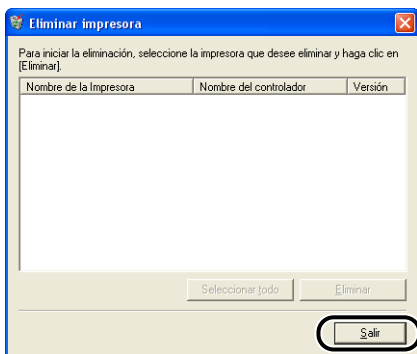 Eliminar impresora
Para iniciar la eliminación, seleccione la impresora que desee eliminar y haga clic en
[Eliminar].
Nombre de la Impresora Nombre del controlador Versión
Seleccionar todo Eliminar
Salir